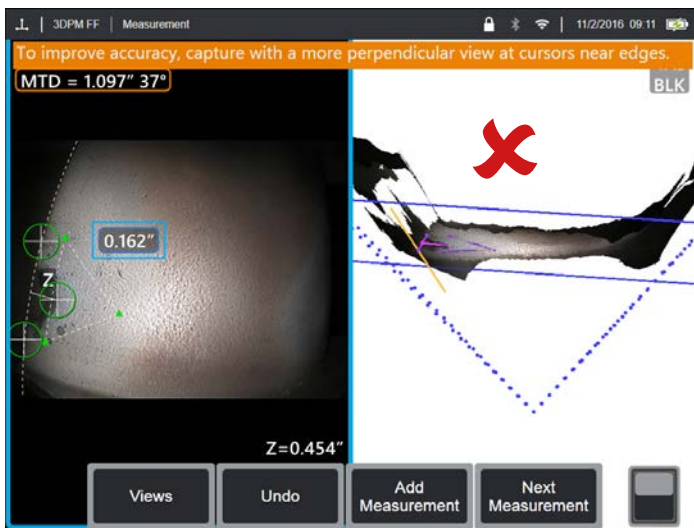 3DPM FF | Measurement
11/2/2016 09:11
To improve accuracy, capture with a more perpendicular view at cursors near edges.
MTD = 1.097" 37°
BLK
0.162"
Z
Z=0.454"
Views
Undo
Add
Measurement
Next
Measurement